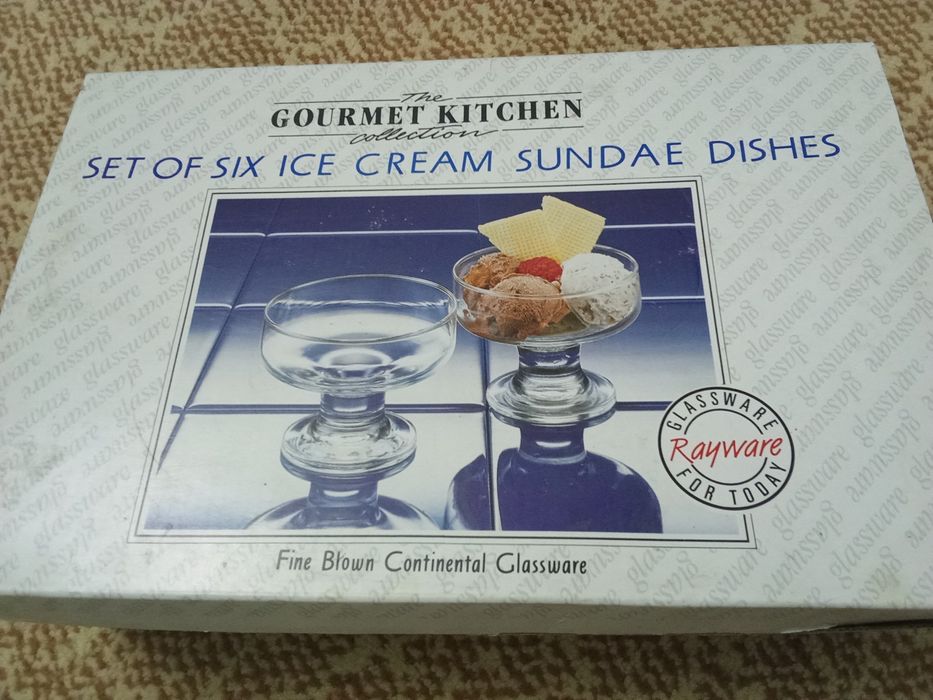 The
GOURMET KITCHEN
collection
SET OF SIX ICE CREAM SUNDAE DISHES
GLASSWARE
Rayware
FOR TODAY
Fine Blown Continental Glassware
glassware